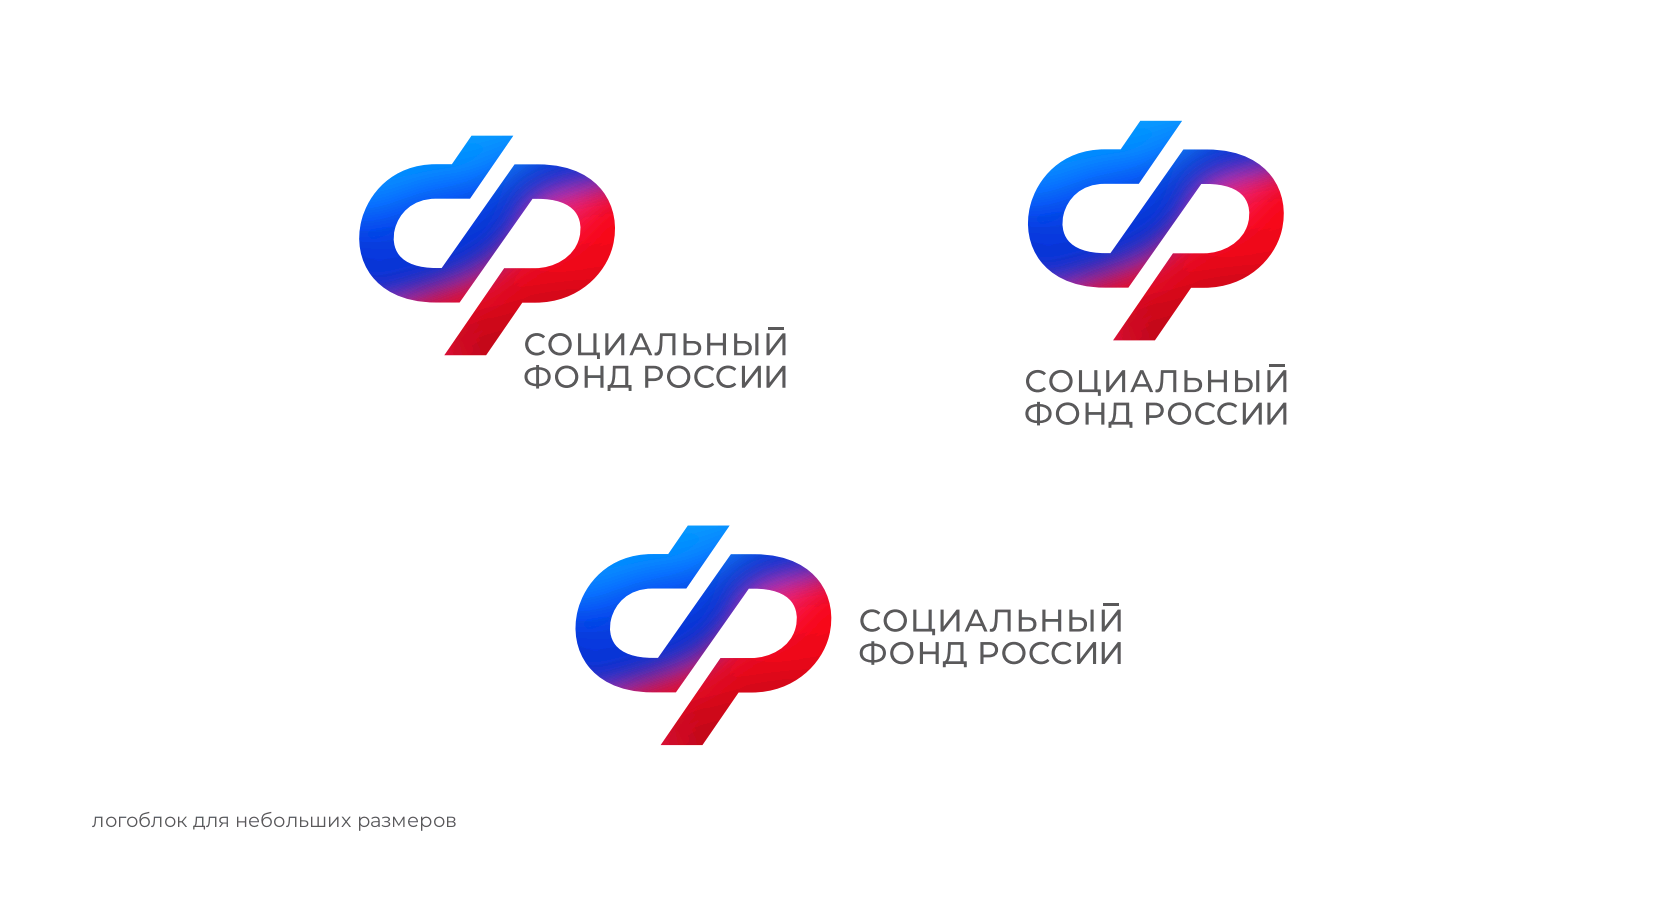 СОЦИАЛЬНЫЙ
ФОНД РОССИИ
СОЦИАЛЬНЫЙ
ФОНД РОССИИ
СОЦИАЛЬНЫЙ
ФОНД РОССИИ
логоблок для небольших размеров